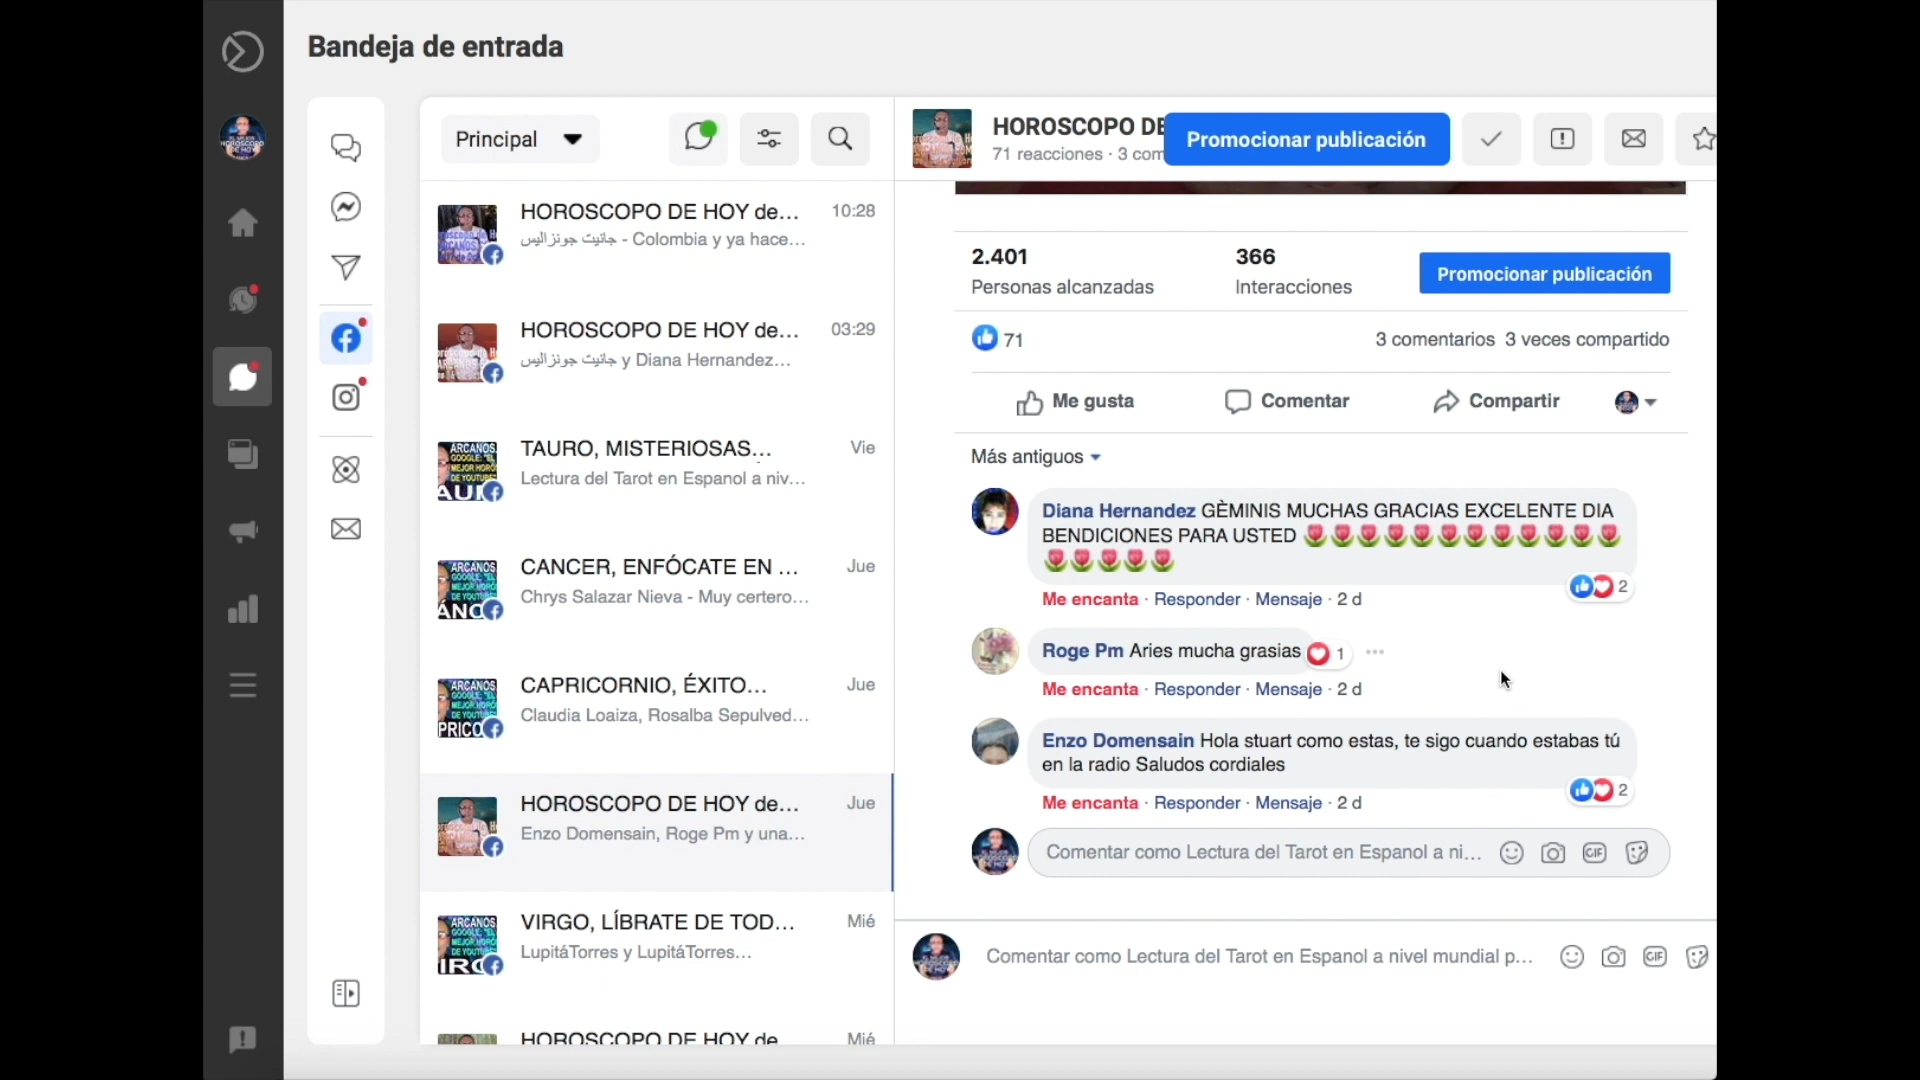 Bandeja de entrada
Principal
HOROSCOPO DE HOY de... 10:28
جانيت جونزاليس - Colombia y ya hace...
HOROSCOPO DE HOY de... 03:29
جانيت جونزاليس y Diana Hernandez...
TAURO, MISTERIOSAS... Vie
Lectura del Tarot en Espanol a niv...
CANCER, ENFÓCATE EN ... Jue
Chrys Salazar Nieva - Muy certero...
CAPRICORNIO, ÉXITO... Jue
Claudia Loaiza, Rosalba Sepulved...
HOROSCOPO DE HOY de... Jue
Enzo Domensain, Roge Pm y una...
VIRGO, LÍBRATE DE TOD... Mié
LupitáTorres y LupitáTorres...
HOROSCOPO DE HOY de Mié
HOROSCOPO DE
71 reacciones · 3 com
Promocionar publicación
2.401
Personas alcanzadas
366
Interacciones
Promocionar publicación
71
3 comentarios 3 veces compartido
Me gusta Comentar Compartir
Más antiguos
Diana Hernandez GÈMINIS MUCHAS GRACIAS EXCELENTE DIA
BENDICIONES PARA USTED 🌷🌷🌷🌷🌷🌷🌷🌷🌷🌷🌷🌷
🌷🌷🌷🌷🌷
2
Me encanta · Responder · Mensaje · 2 d
Roge Pm Aries mucha grasias 1
Me encanta · Responder · Mensaje · 2 d
Enzo Domensain Hola stuart como estas, te sigo cuando estabas tú
en la radio Saludos cordiales
2
Me encanta · Responder · Mensaje · 2 d
Comentar como Lectura del Tarot en Espanol a ni... GIF
Comentar como Lectura del Tarot en Espanol a nivel mundial p... GIF